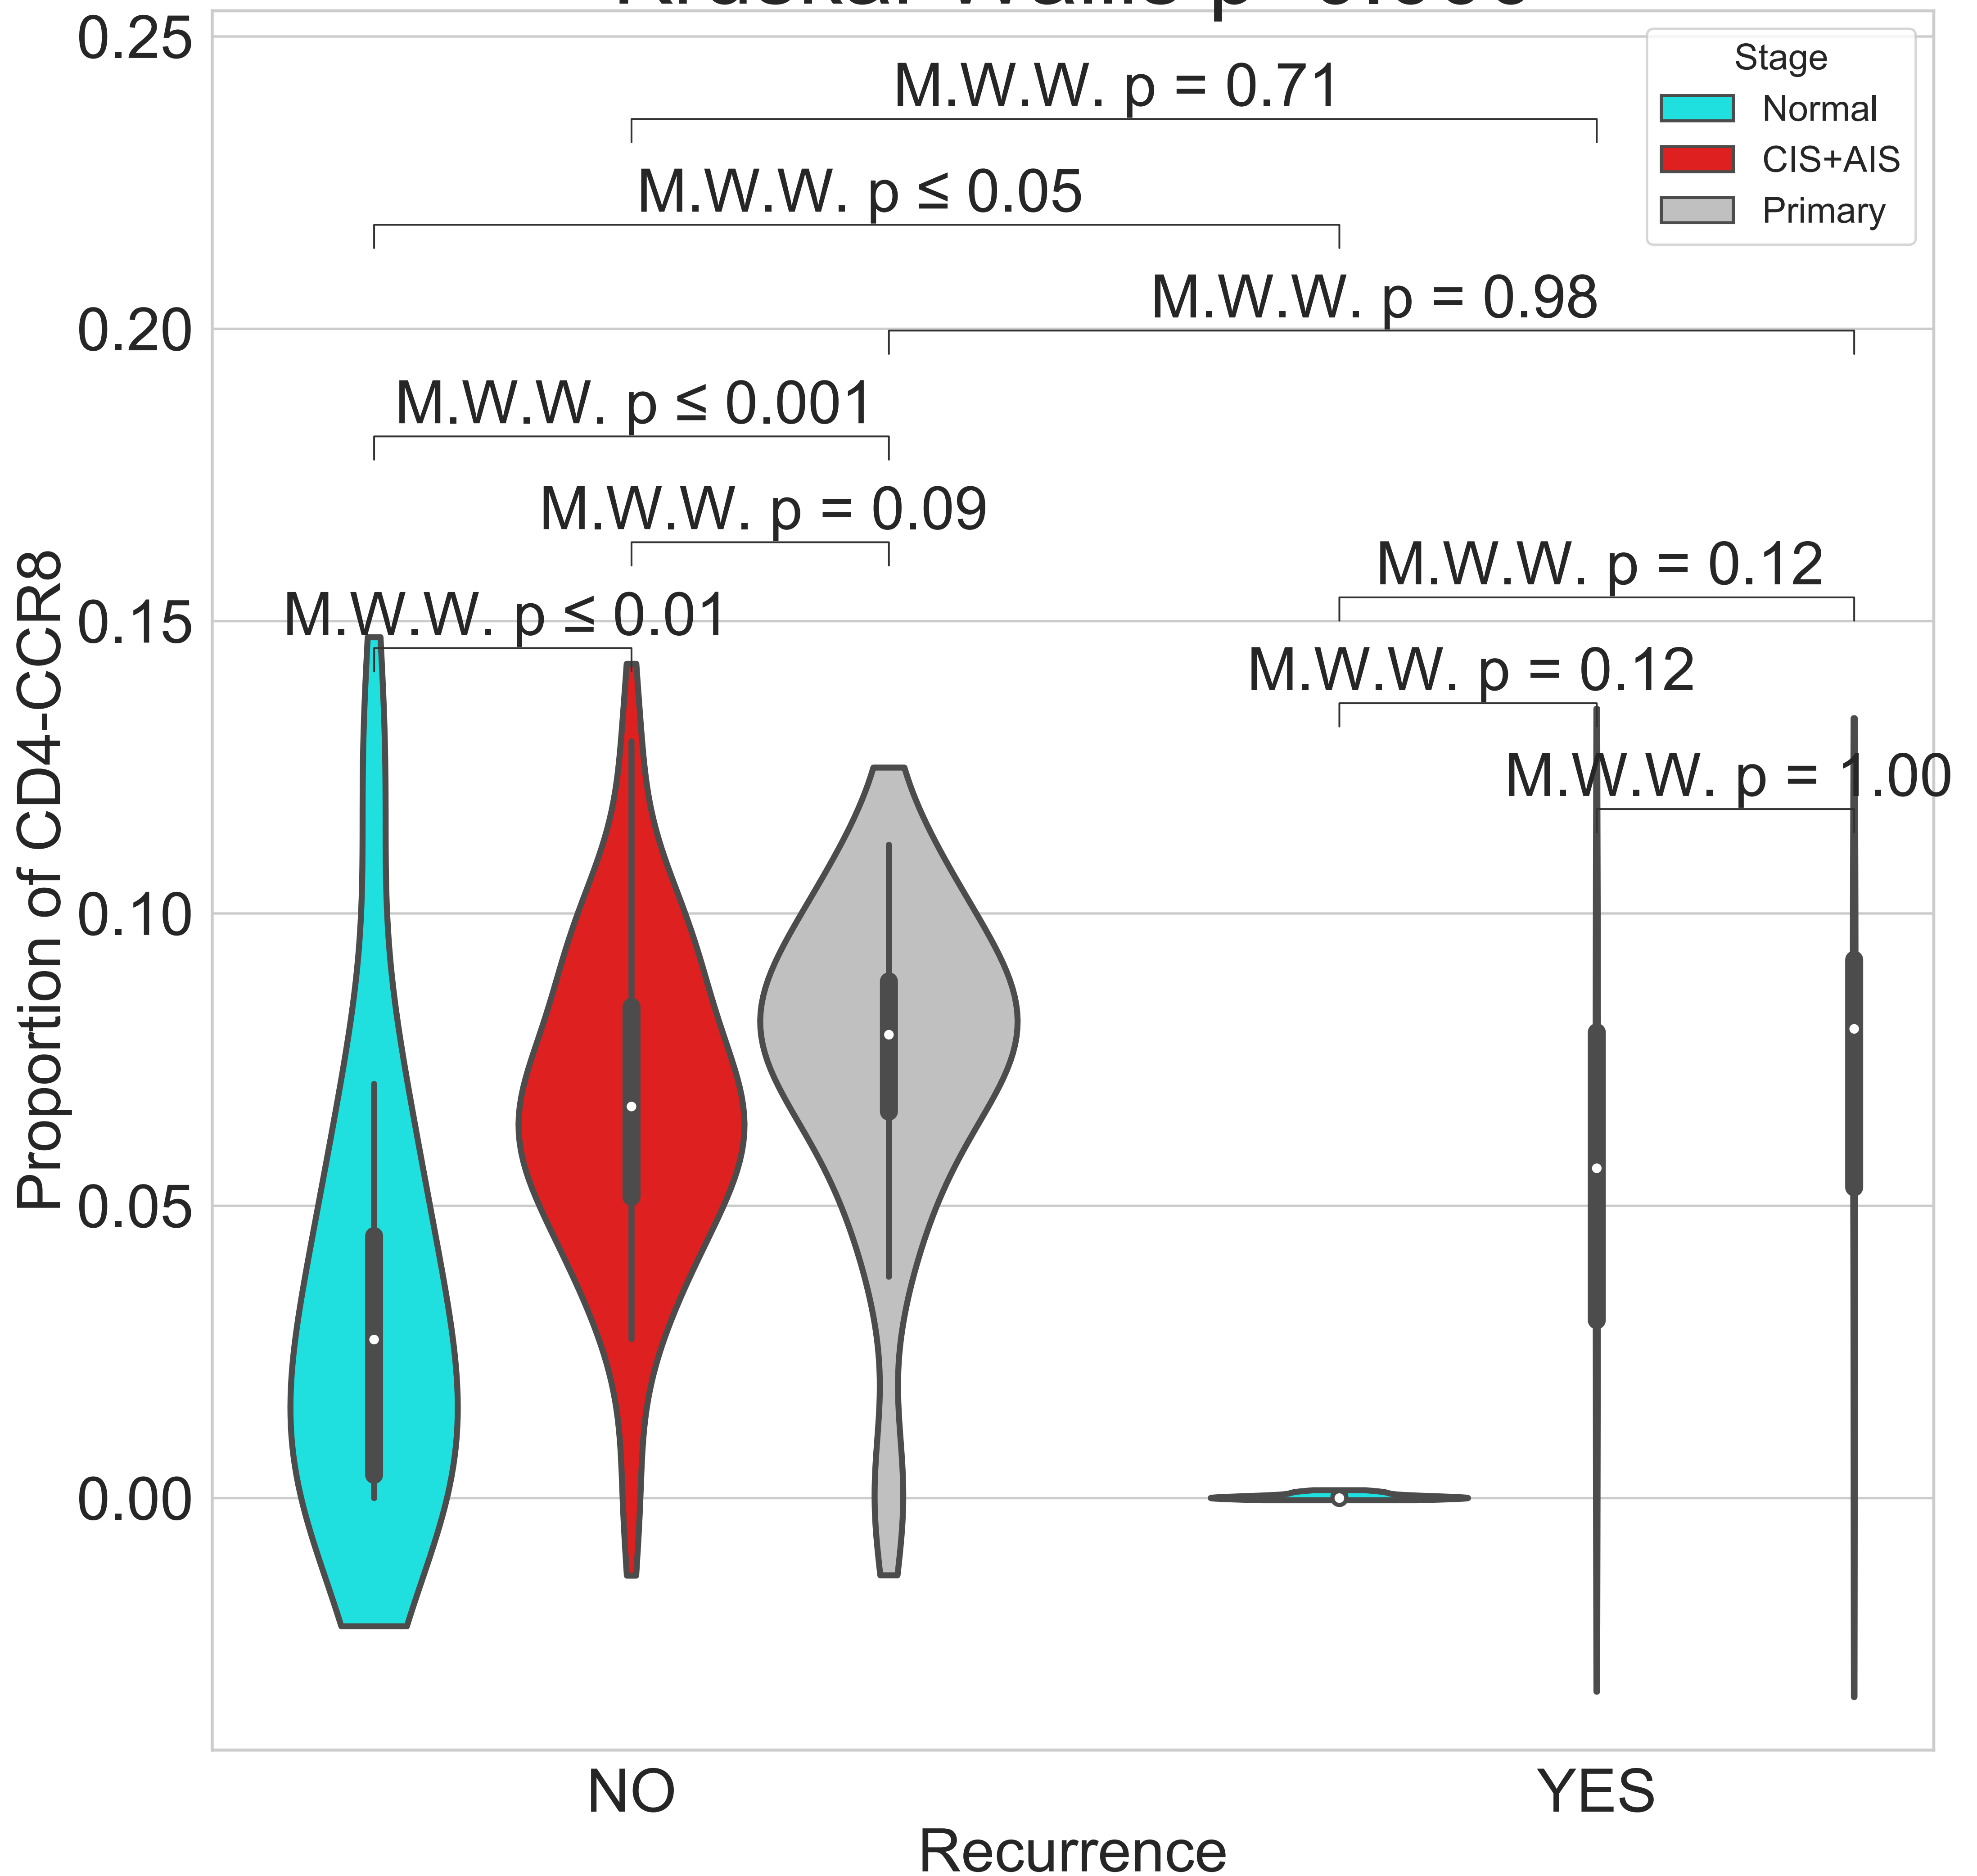 0.25
0.20
0.15
0.10
0.05
0.00
Proportion of CD4-CCR8
Stage
Normal
CIS+AIS
Primary
M.W.W. p = 0.71
M.W.W. p ≤ 0.05
M.W.W. p = 0.98
M.W.W. p ≤ 0.001
M.W.W. p = 0.09
M.W.W. p = 0.12
M.W.W. p ≤ 0.01
M.W.W. p = 0.12
M.W.W. p = 1.00
NO
YES
Recurrence